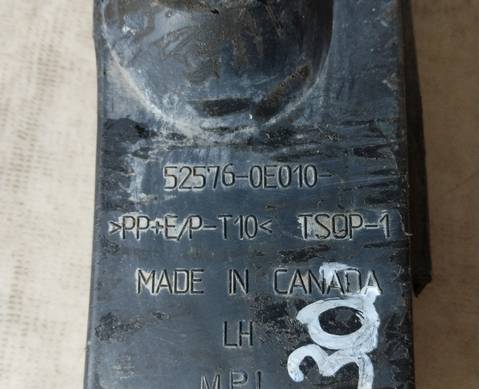 52576-0E010-
>PP+E/P-T10< TSOP-1
MADE IN CANADA
LH
30
M.P.I.